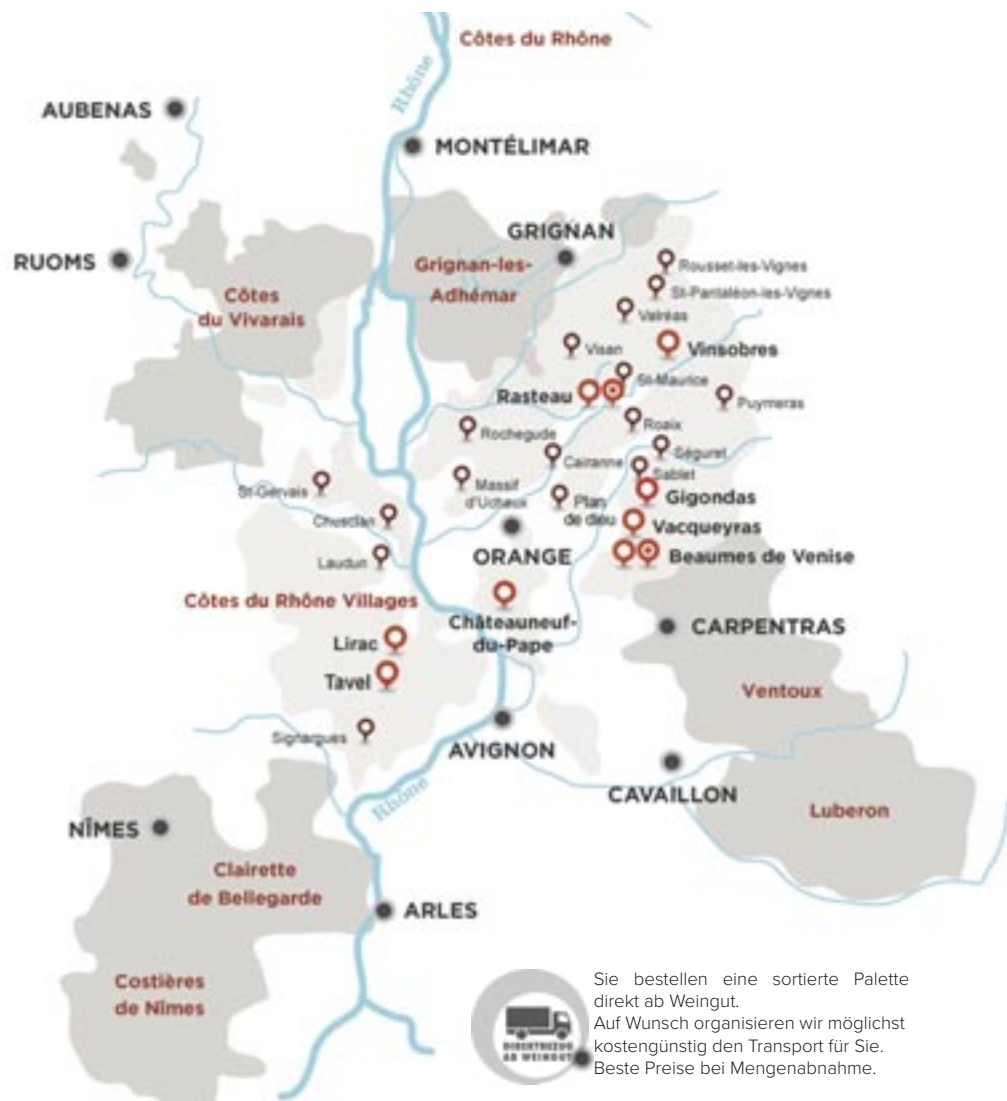 Côtes du Rhône
Rhône
AUBENAS
MONTÉLIMAR
GRIGNAN
RUOMS
Grignan-les-
Adhémar
Rousset-les-Vignes
St-Pantaléon-les-Vignes
Côtes
du Vivarais
Valréas
Visan
Vinsobres
St-Maurice
Rasteau
Puymeras
Roaix
Rochegude
Séguret
Cairanne
Sablet
St-Gervais
Massif
d'Uchaux
Plan
de dieu
Gigondas
Chusclan
Vacqueyras
ORANGE
Laudun
Beaumes de Venise
Côtes du Rhône Villages
Châteauneuf-
du-Pape
CARPENTRAS
Lirac
Tavel
Ventoux
Signargues
AVIGNON
CAVAILLON
Rhône
Luberon
NÎMES
Clairette
de Bellegarde
ARLES
Costières
de Nîmes
Sie bestellen eine sortierte Palette
direkt ab Weingut.
Auf Wunsch organisieren wir möglichst
kostengünstig den Transport für Sie.
Beste Preise bei Mengenabnahme.
DIREKTBEZUG
AB WEINGUT